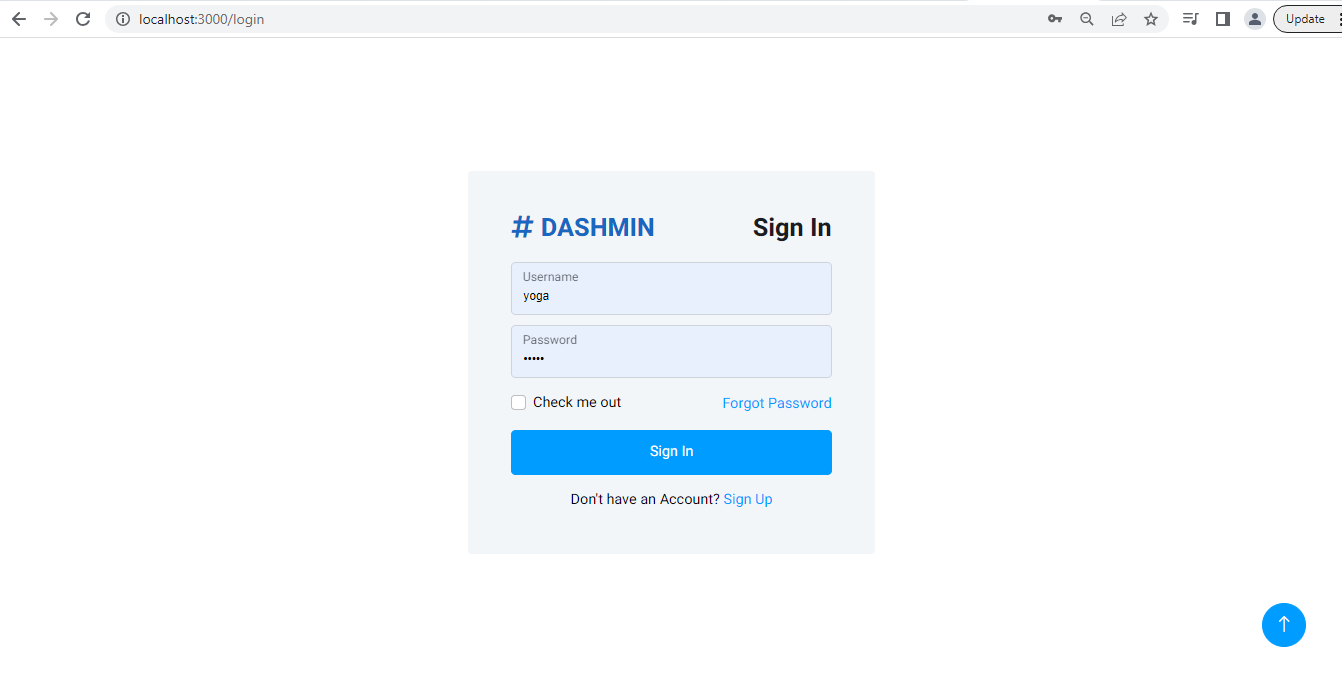 localhost:3000/login
Update
# DASHMIN
Sign In
Username
yoga
Password
•••••
Check me out
Forgot Password
Sign In
Don't have an Account? Sign Up